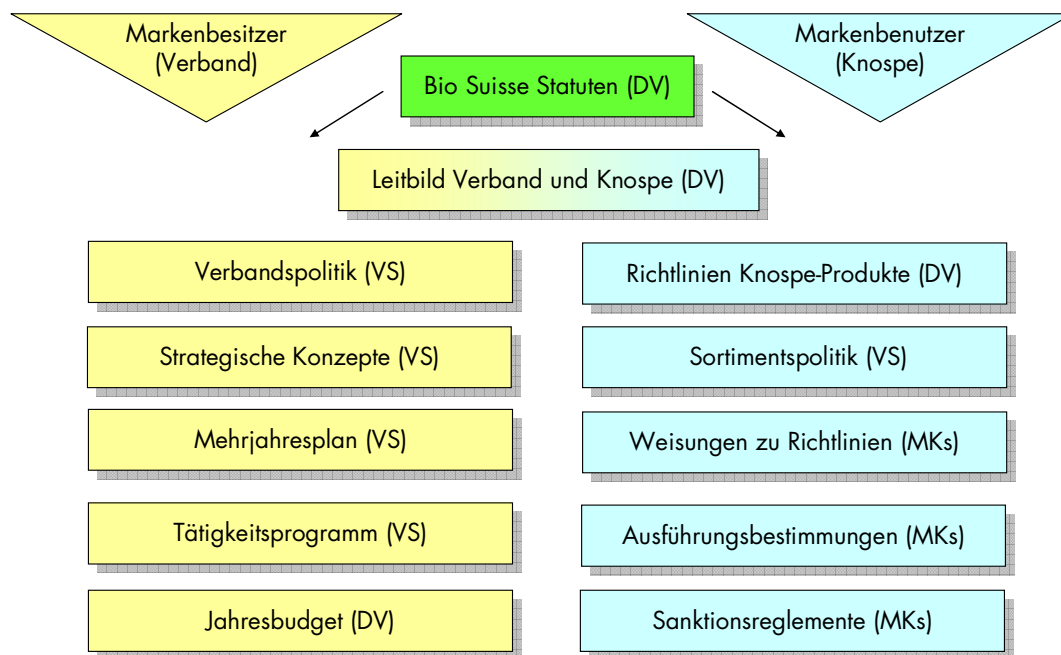 Markenbesitzer
(Verband)
Markenbenutzer
(Knospe)
Bio Suisse Statuten (DV)
Leitbild Verband und Knospe (DV)
Verbandspolitik (VS)
Richtlinien Knospe-Produkte (DV)
Strategische Konzepte (VS)
Sortimentspolitik (VS)
Mehrjahresplan (VS)
Weisungen zu Richtlinien (MKs)
Tätigkeitsprogramm (VS)
Ausführungsbestimmungen (MKs)
Jahresbudget (DV)
Sanktionsreglemente (MKs)